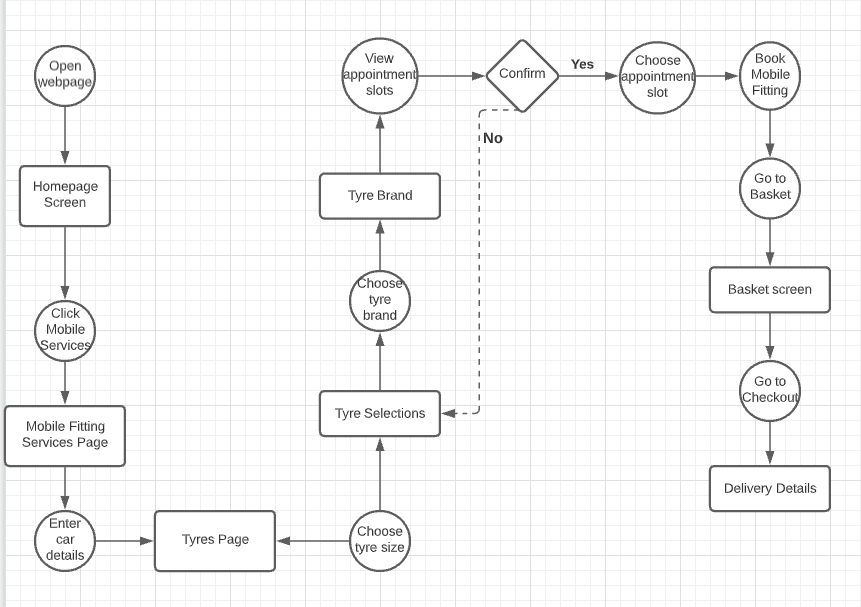 Open
webpage
Homepage
Screen
Click
Mobile
Services
Mobile Fitting
Services Page
Enter
car
details
Tyres Page
Choose
tyre size
Tyre Selections
Choose
tyre
brand
Tyre Brand
View
appointment
slots
Confirm
Yes
No
Choose
appointment
slot
Book
Mobile
Fitting
Go to
Basket
Basket screen
Go to
Checkout
Delivery Details